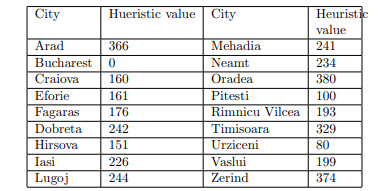 City Hueristic value City Heuristic
value
Arad 366 Mehadia 241
Bucharest 0 Neamt 234
Craiova 160 Oradea 380
Eforie 161 Pitesti 100
Fagaras 176 Rimnicu Vilcea 193
Dobreta 242 Timisoara 329
Hirsova 151 Urziceni 80
Iasi 226 Vaslui 199
Lugoj 244 Zerind 374